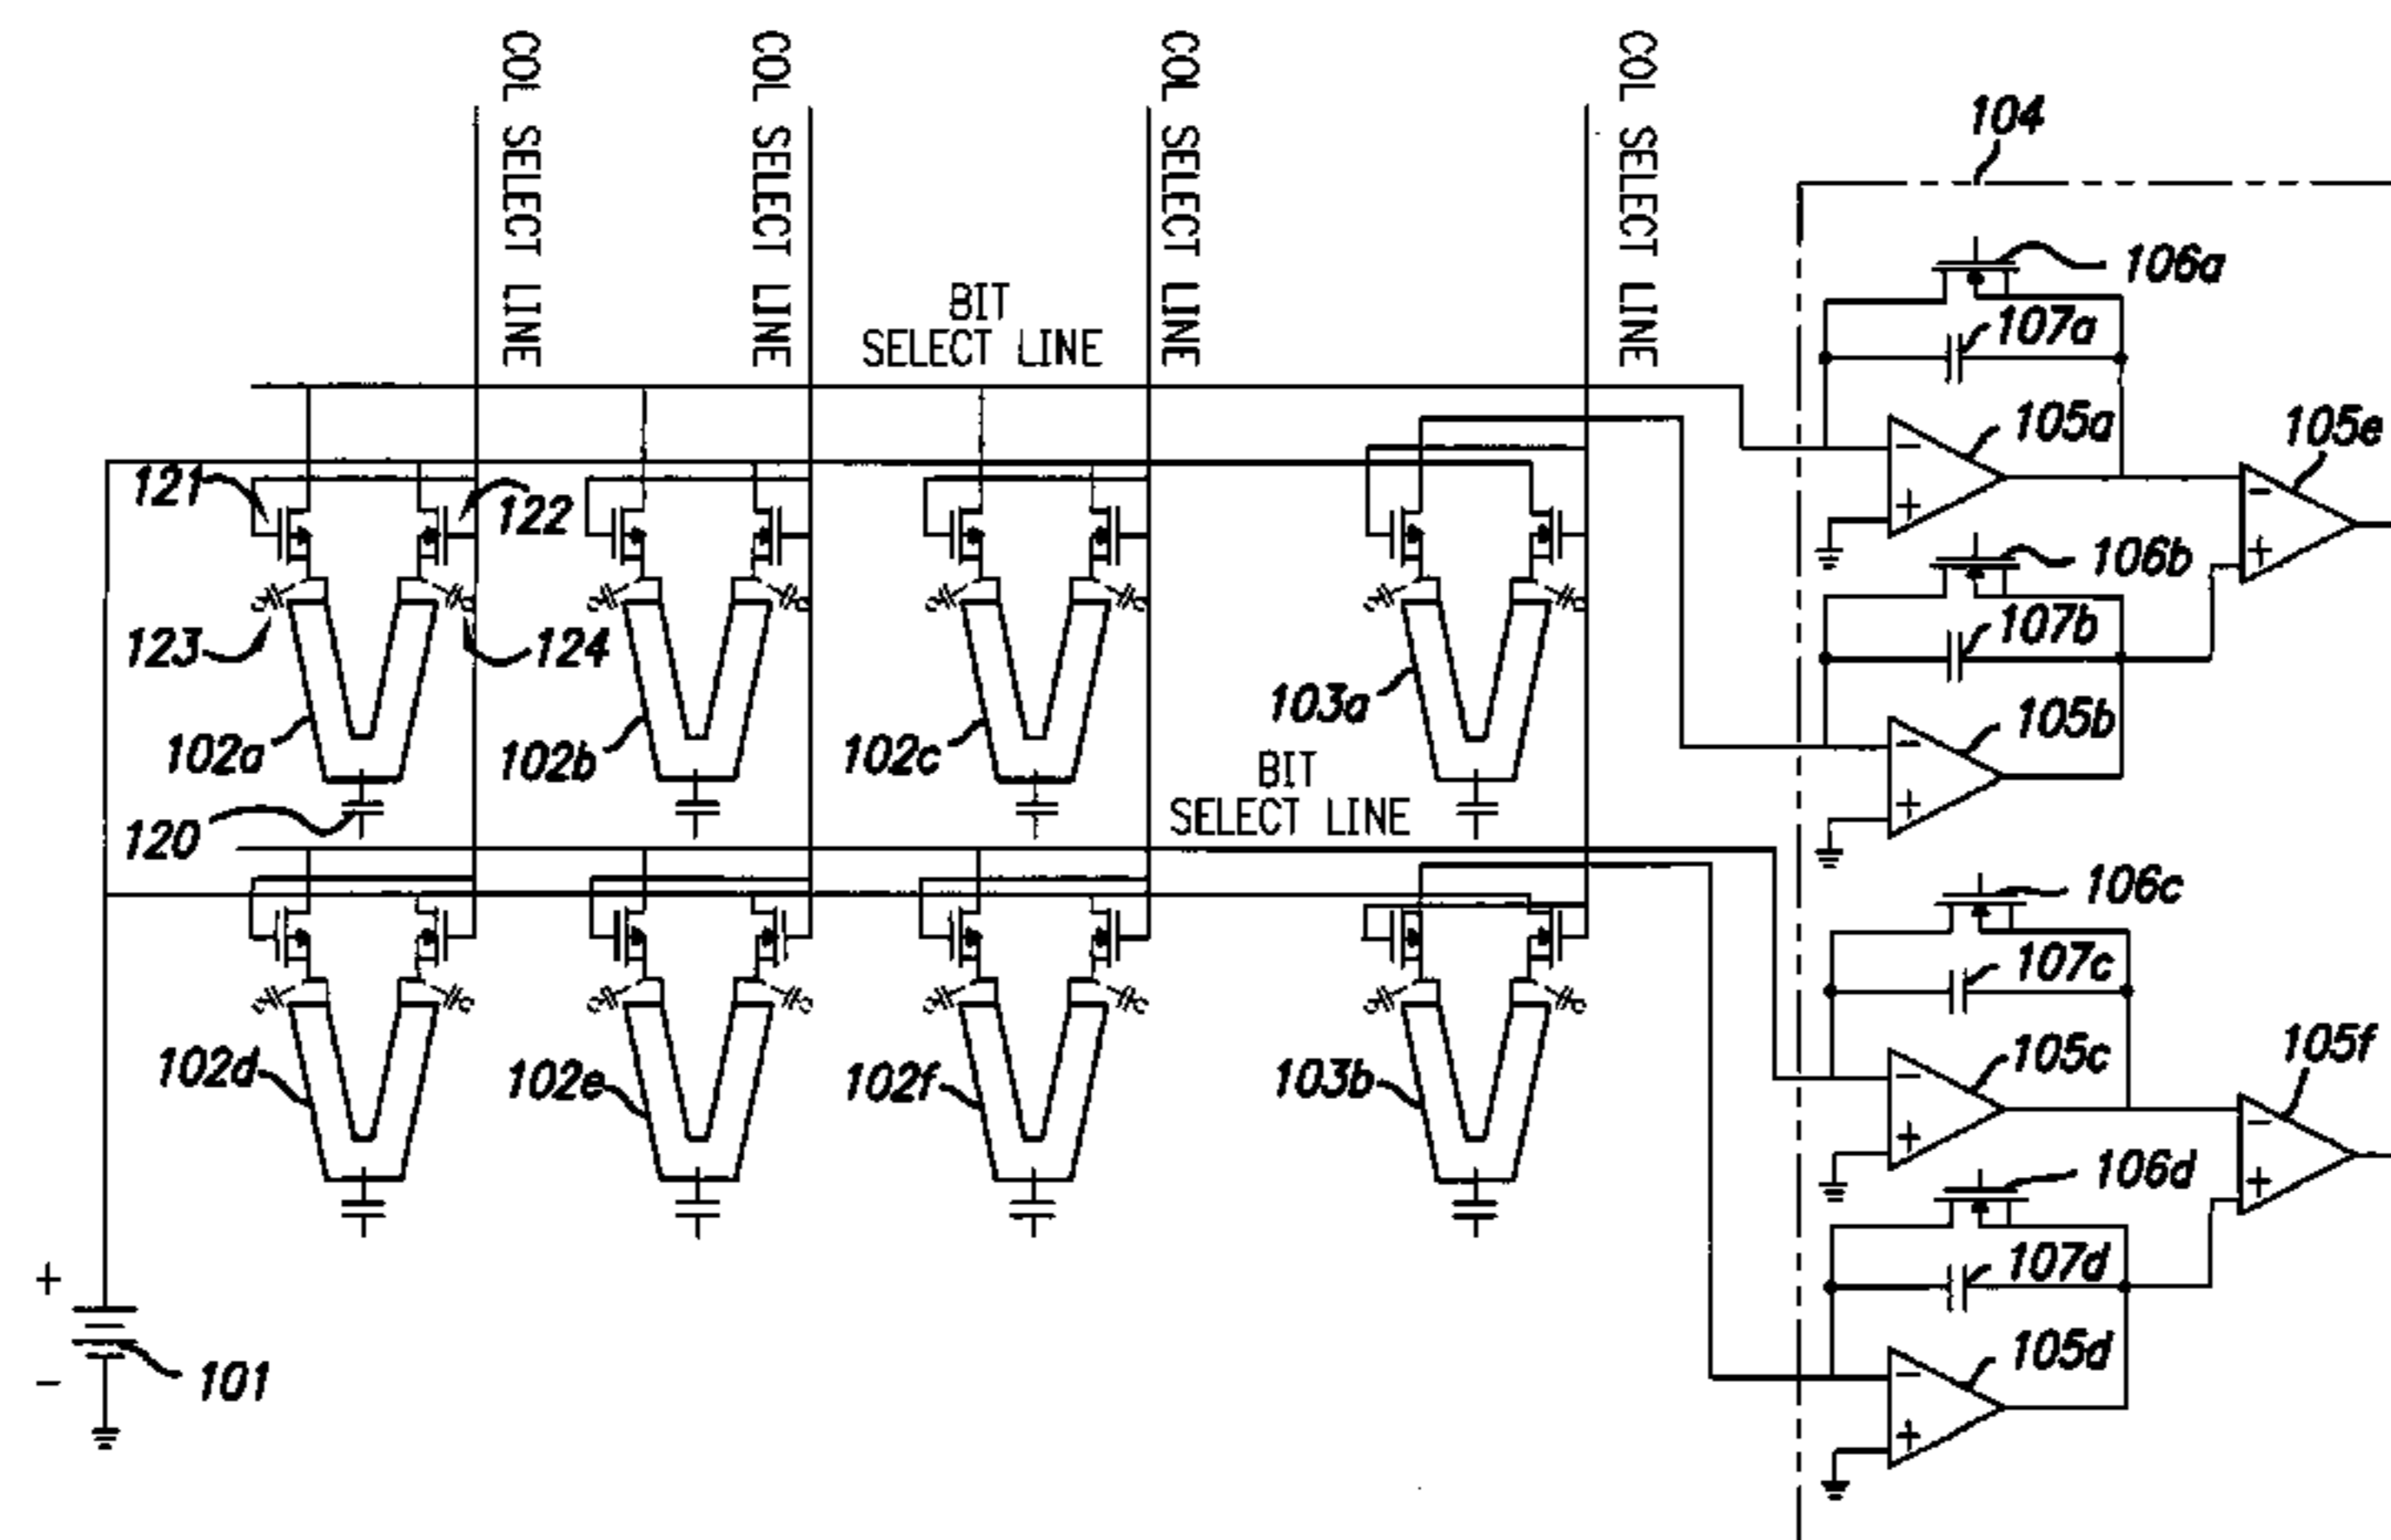 COL SELECT LINE
COL SELECT LINE
COL SELECT LINE
COL SELECT LINE
104
106a
BIT
SELECT LINE
107a
105a
105e
121
122
106b
107b
123
124
103a
105b
102a
102b
102c
BIT
SELECT LINE
120
106c
107c
105c
105f
102d
102e
102f
103b
106d
107d
105d
101